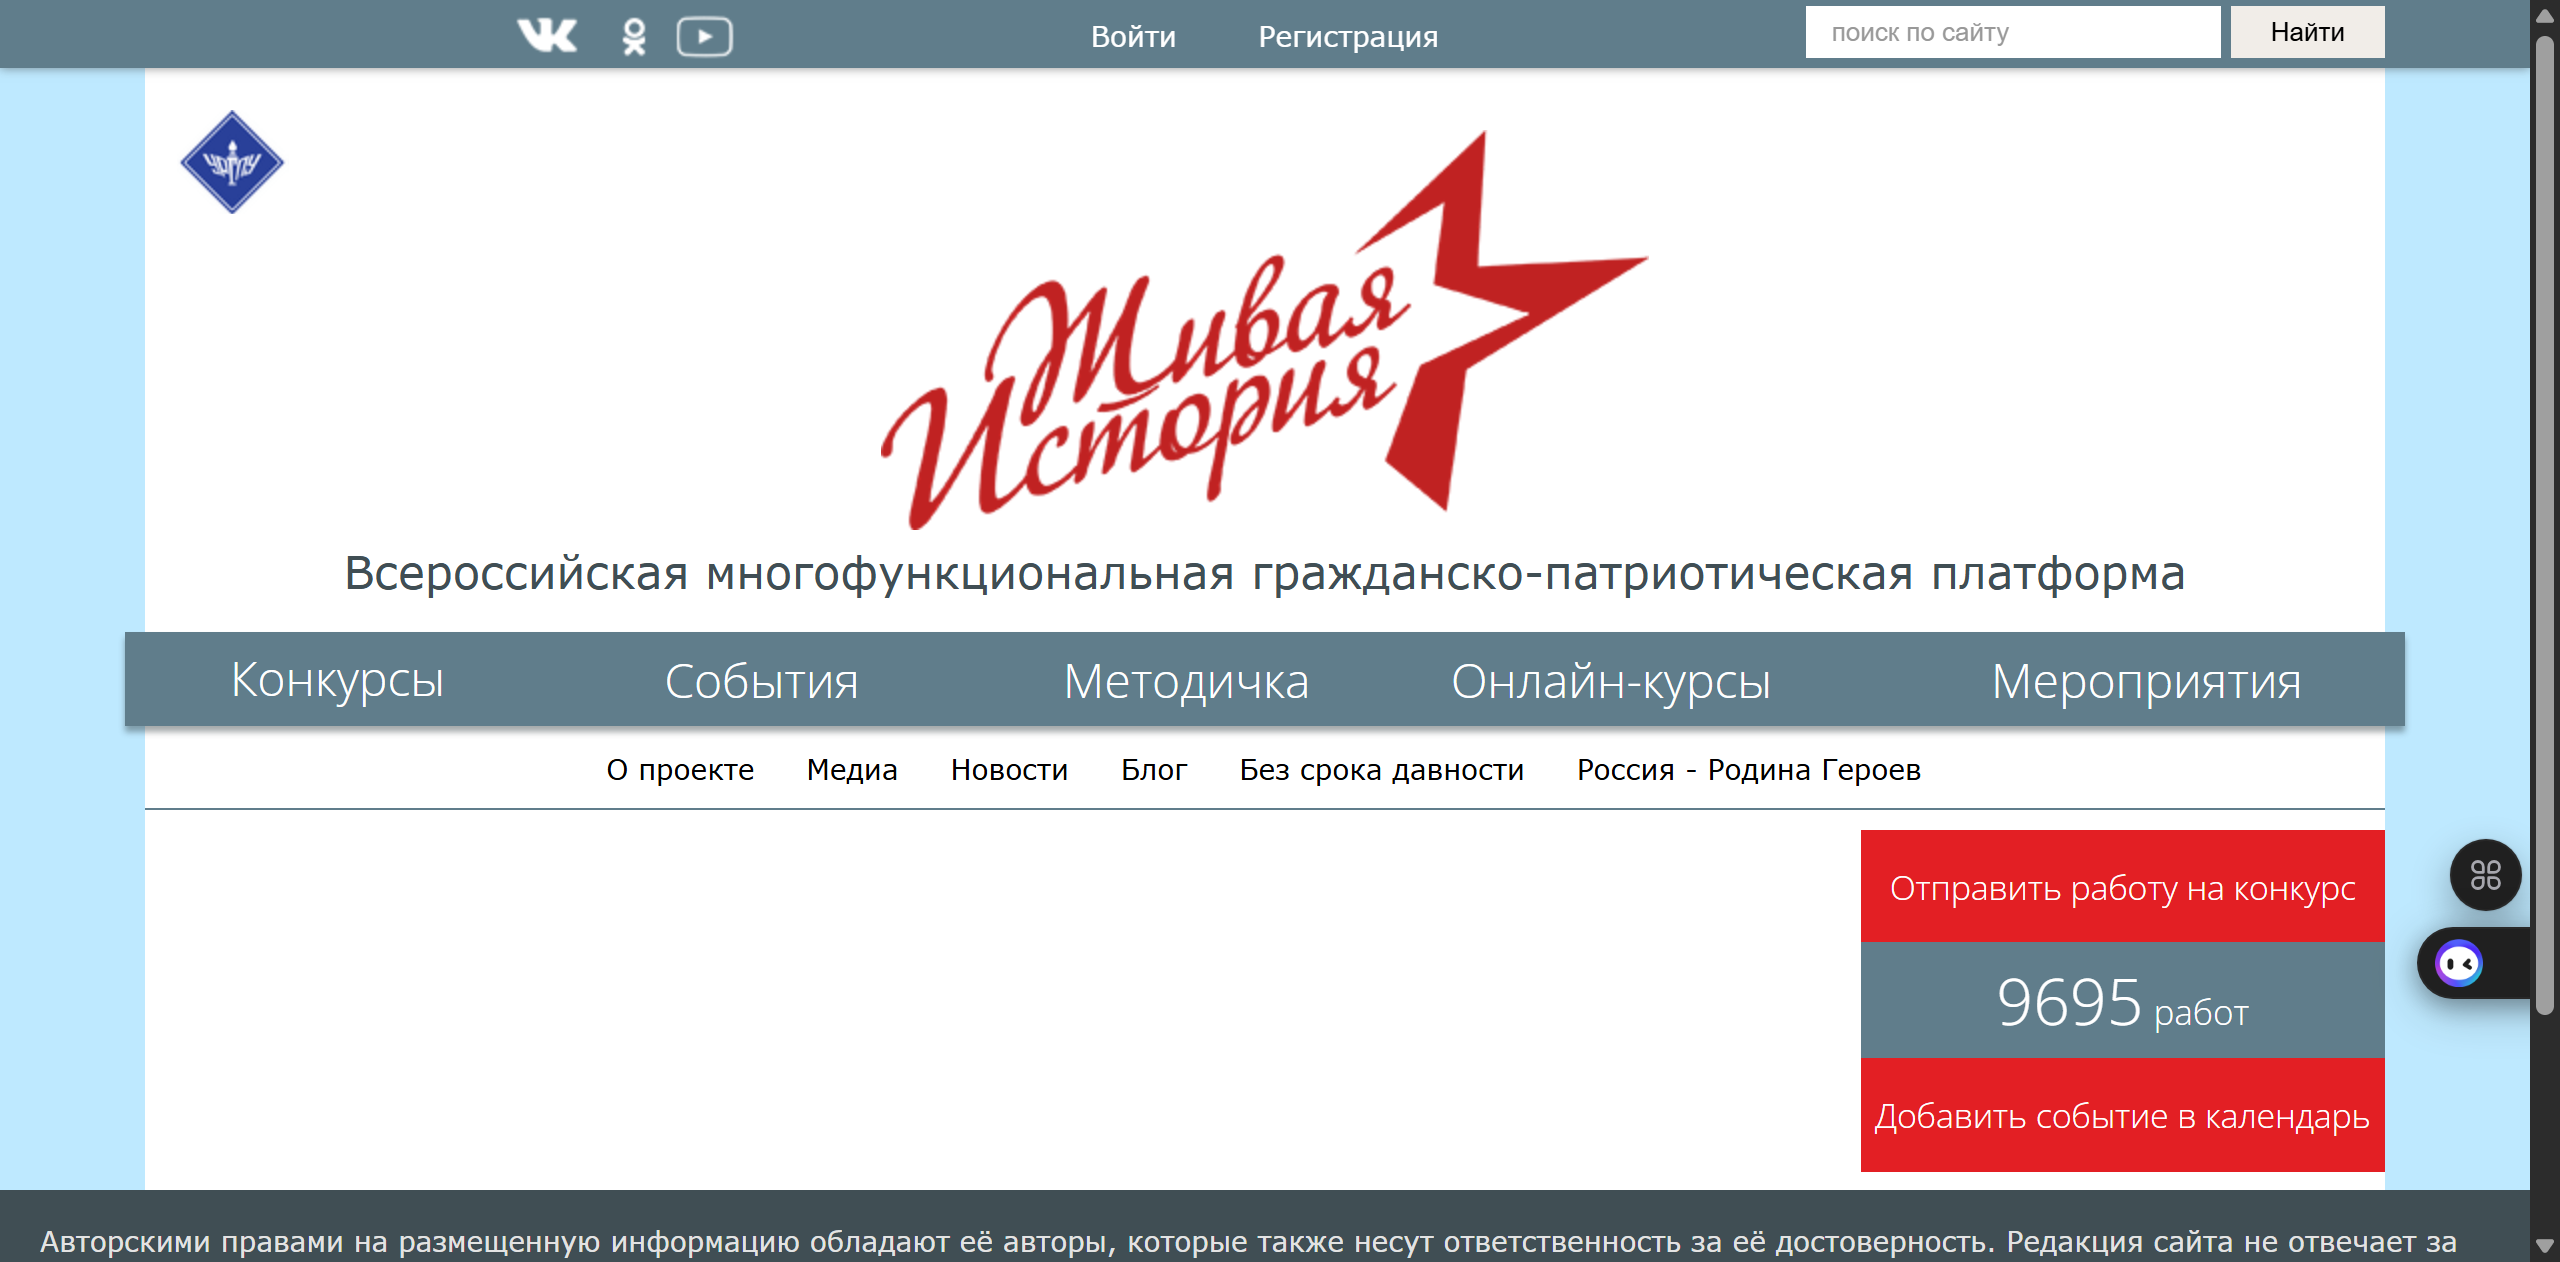 Войти Регистрация поиск по сайту Найти
УрГПУ
Живая
История
Всероссийская многофункциональная гражданско-патриотическая платформа
Конкурсы События Методичка Онлайн-курсы Мероприятия
О проекте Медиа Новости Блог Без срока давности Россия - Родина Героев
Отправить работу на конкурс
9695 работ
Добавить событие в календарь
Авторскими правами на размещенную информацию обладают её авторы, которые также несут ответственность за её достоверность. Редакция сайта не отвечает за